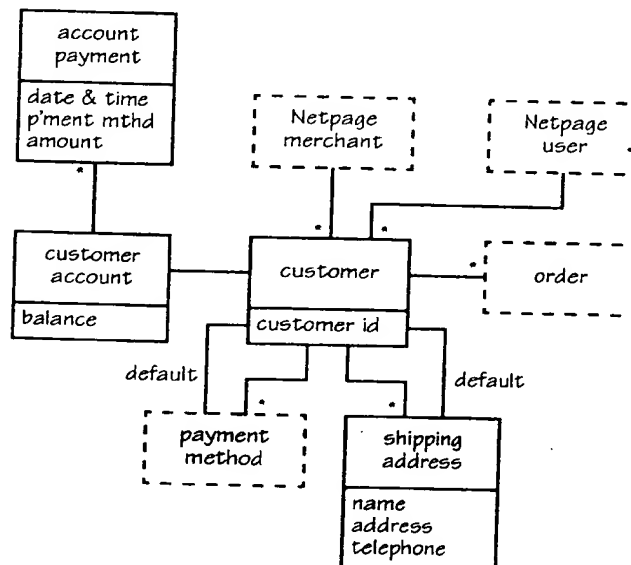 account
payment
date & time
p'ment mthd
amount
*
Netpage
merchant
*
Netpage
user
*
customer
account
balance
customer
customer id
*
order
default
*
payment
method
*
default
shipping
address
name
address
telephone